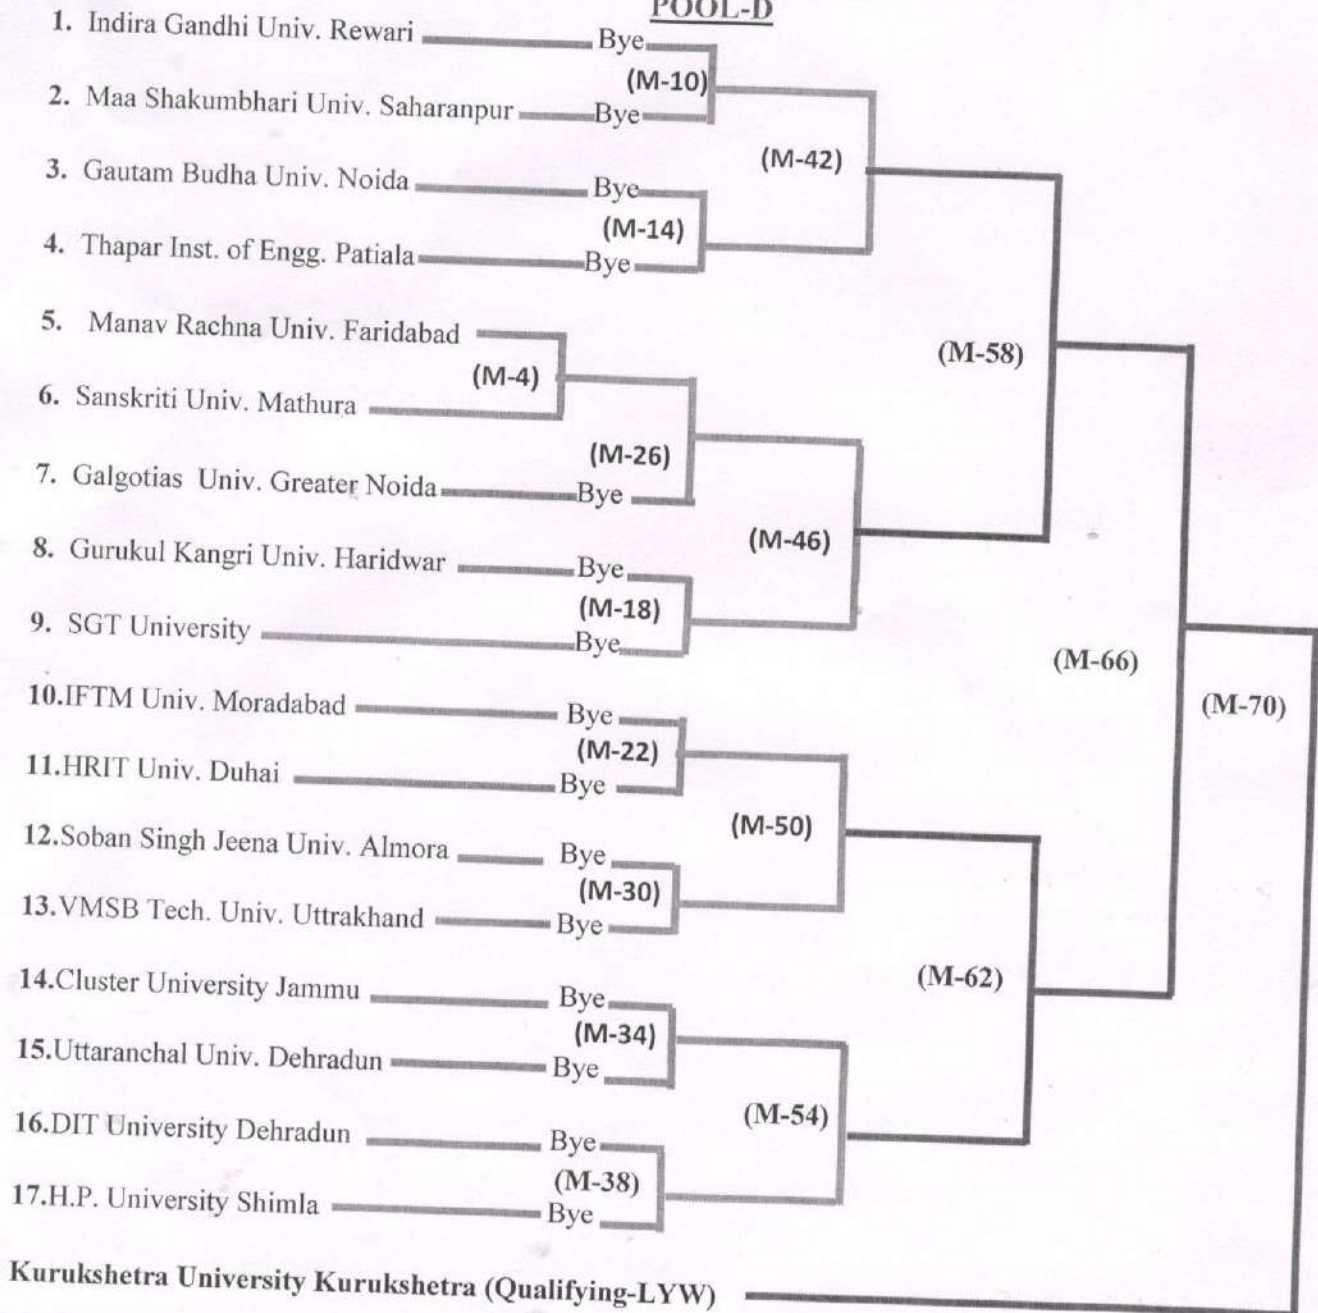 POOL-D
1. Indira Gandhi Univ. Rewari Bye
(M-10)
2. Maa Shakumbhari Univ. Saharanpur Bye
(M-42)
3. Gautam Budha Univ. Noida Bye
(M-14)
4. Thapar Inst. of Engg. Patiala Bye
5. Manav Rachna Univ. Faridabad
(M-58)
(M-4)
6. Sanskriti Univ. Mathura
(M-26)
7. Galgotias Univ. Greater Noida Bye
(M-46)
8. Gurukul Kangri Univ. Haridwar Bye
(M-18)
9. SGT University Bye
(M-66)
10.IFTM Univ. Moradabad Bye
(M-70)
(M-22)
11.HRIT Univ. Duhai Bye
(M-50)
12.Soban Singh Jeena Univ. Almora Bye
(M-30)
13.VMSB Tech. Univ. Uttrakhand Bye
(M-62)
14.Cluster University Jammu Bye
(M-34)
15.Uttaranchal Univ. Dehradun Bye
(M-54)
16.DIT University Dehradun Bye
(M-38)
17.H.P. University Shimla Bye
Kurukshetra University Kurukshetra (Qualifying-LYW)